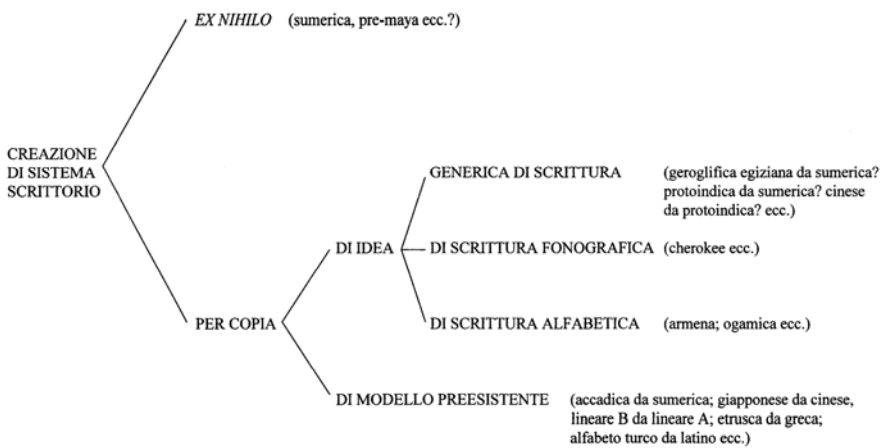 EX NIHILO (sumerica, pre-maya ecc.?)
CREAZIONE
DI SISTEMA
SCRITTORIO
GENERICA DI SCRITTURA (geroglifica egiziana da sumerica?
protoindica da sumerica? cinese
da protoindica? ecc.)
DI IDEA DI SCRITTURA FONOGRAFICA (cherokee ecc.)
PER COPIA DI SCRITTURA ALFABETICA (armena; ogamica ecc.)
DI MODELLO PREESISTENTE (accadica da sumerica; giapponese da cinese,
lineare B da lineare A; etrusca da greca;
alfabeto turco da latino ecc.)